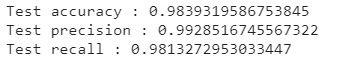 Test accuracy : 0.9839319586753845
Test precision : 0.9928516745567322
Test recall : 0.9813272953033447